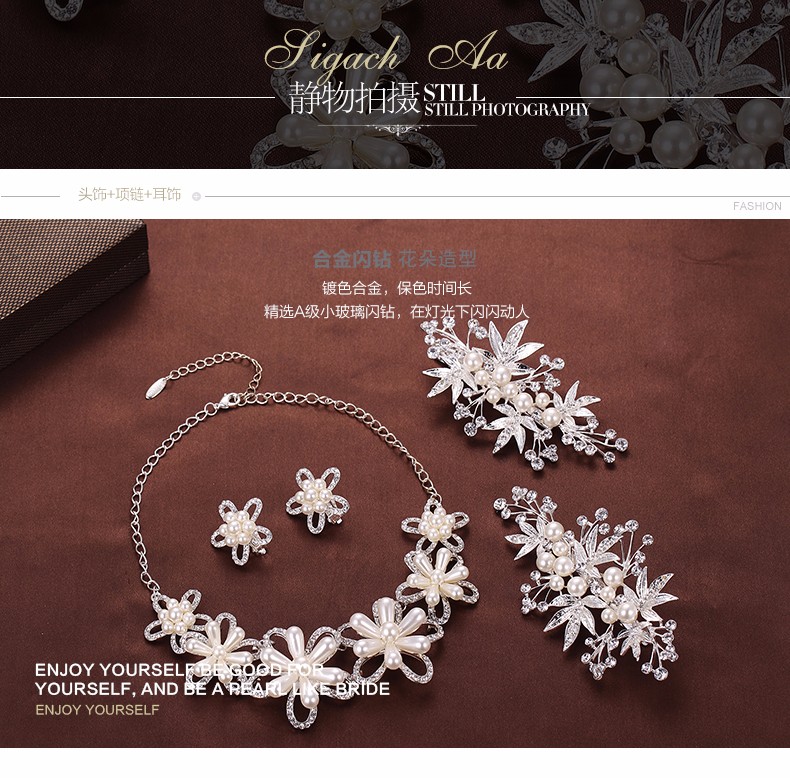 Sigach Aa
静物拍摄 STILL
STILL PHOTOGRAPHY
头饰+项链+耳饰
FASHION
合金闪钻 花朵造型
镀色合金，保色时间长
精选A级小玻璃闪钻，在灯光下闪闪动人
ENJOY YOURSELF BE GOOD FOR
YOURSELF, AND BE A PEARL LIKE BRIDE
ENJOY YOURSELF